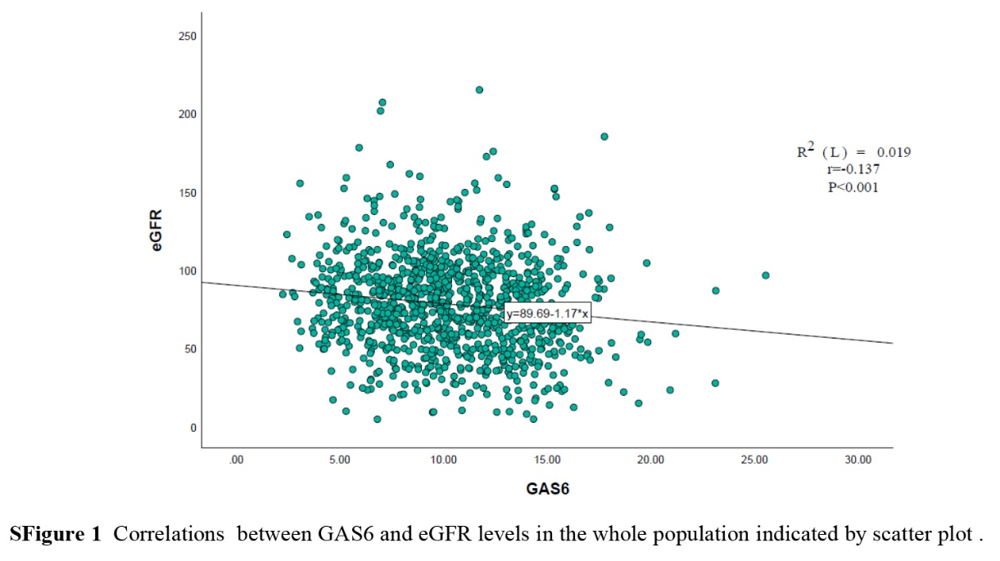 250
200
150
100
50
0
eGFR
R² (L) = 0.019
r=-0.137
P<0.001
y=89.69-1.17*x
.00 5.00 10.00 15.00 20.00 25.00 30.00
GAS6
SFigure 1 Correlations between GAS6 and eGFR levels in the whole population indicated by scatter plot .